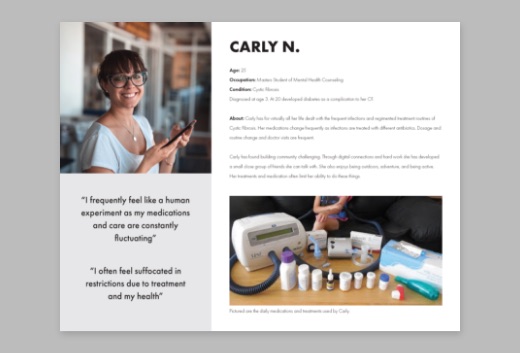 CARLY N.
Age: 20
Occupation: Masters Student of Mental Health Counseling
Condition: Cystic fibrosis
Diagnosed at age 3. At 20 developed diabetes as a complication to her CF.
About: Carly has for virtually all her life dealt with the frequent infections and regimented treatment routines of
Cystic Fibrosis. Her medications change frequently as infections are treated with different antibiotics. Dosage and
routine change and doctor visits are frequent.
Carly has found building community challenging. Through digital connections and hard work she has developed
a small close group of friends she can talk with. She also enjoys being outdoors, adventure, and being active.
Her treatments and medication often limit her ability to do these things.
“I frequently feel like a human
experiment as my medications
and care are constantly
fluctuating”
“I often feel suffocated in
restrictions due to treatment
and my health”
Pictured are the daily medications and treatments used by Carly.